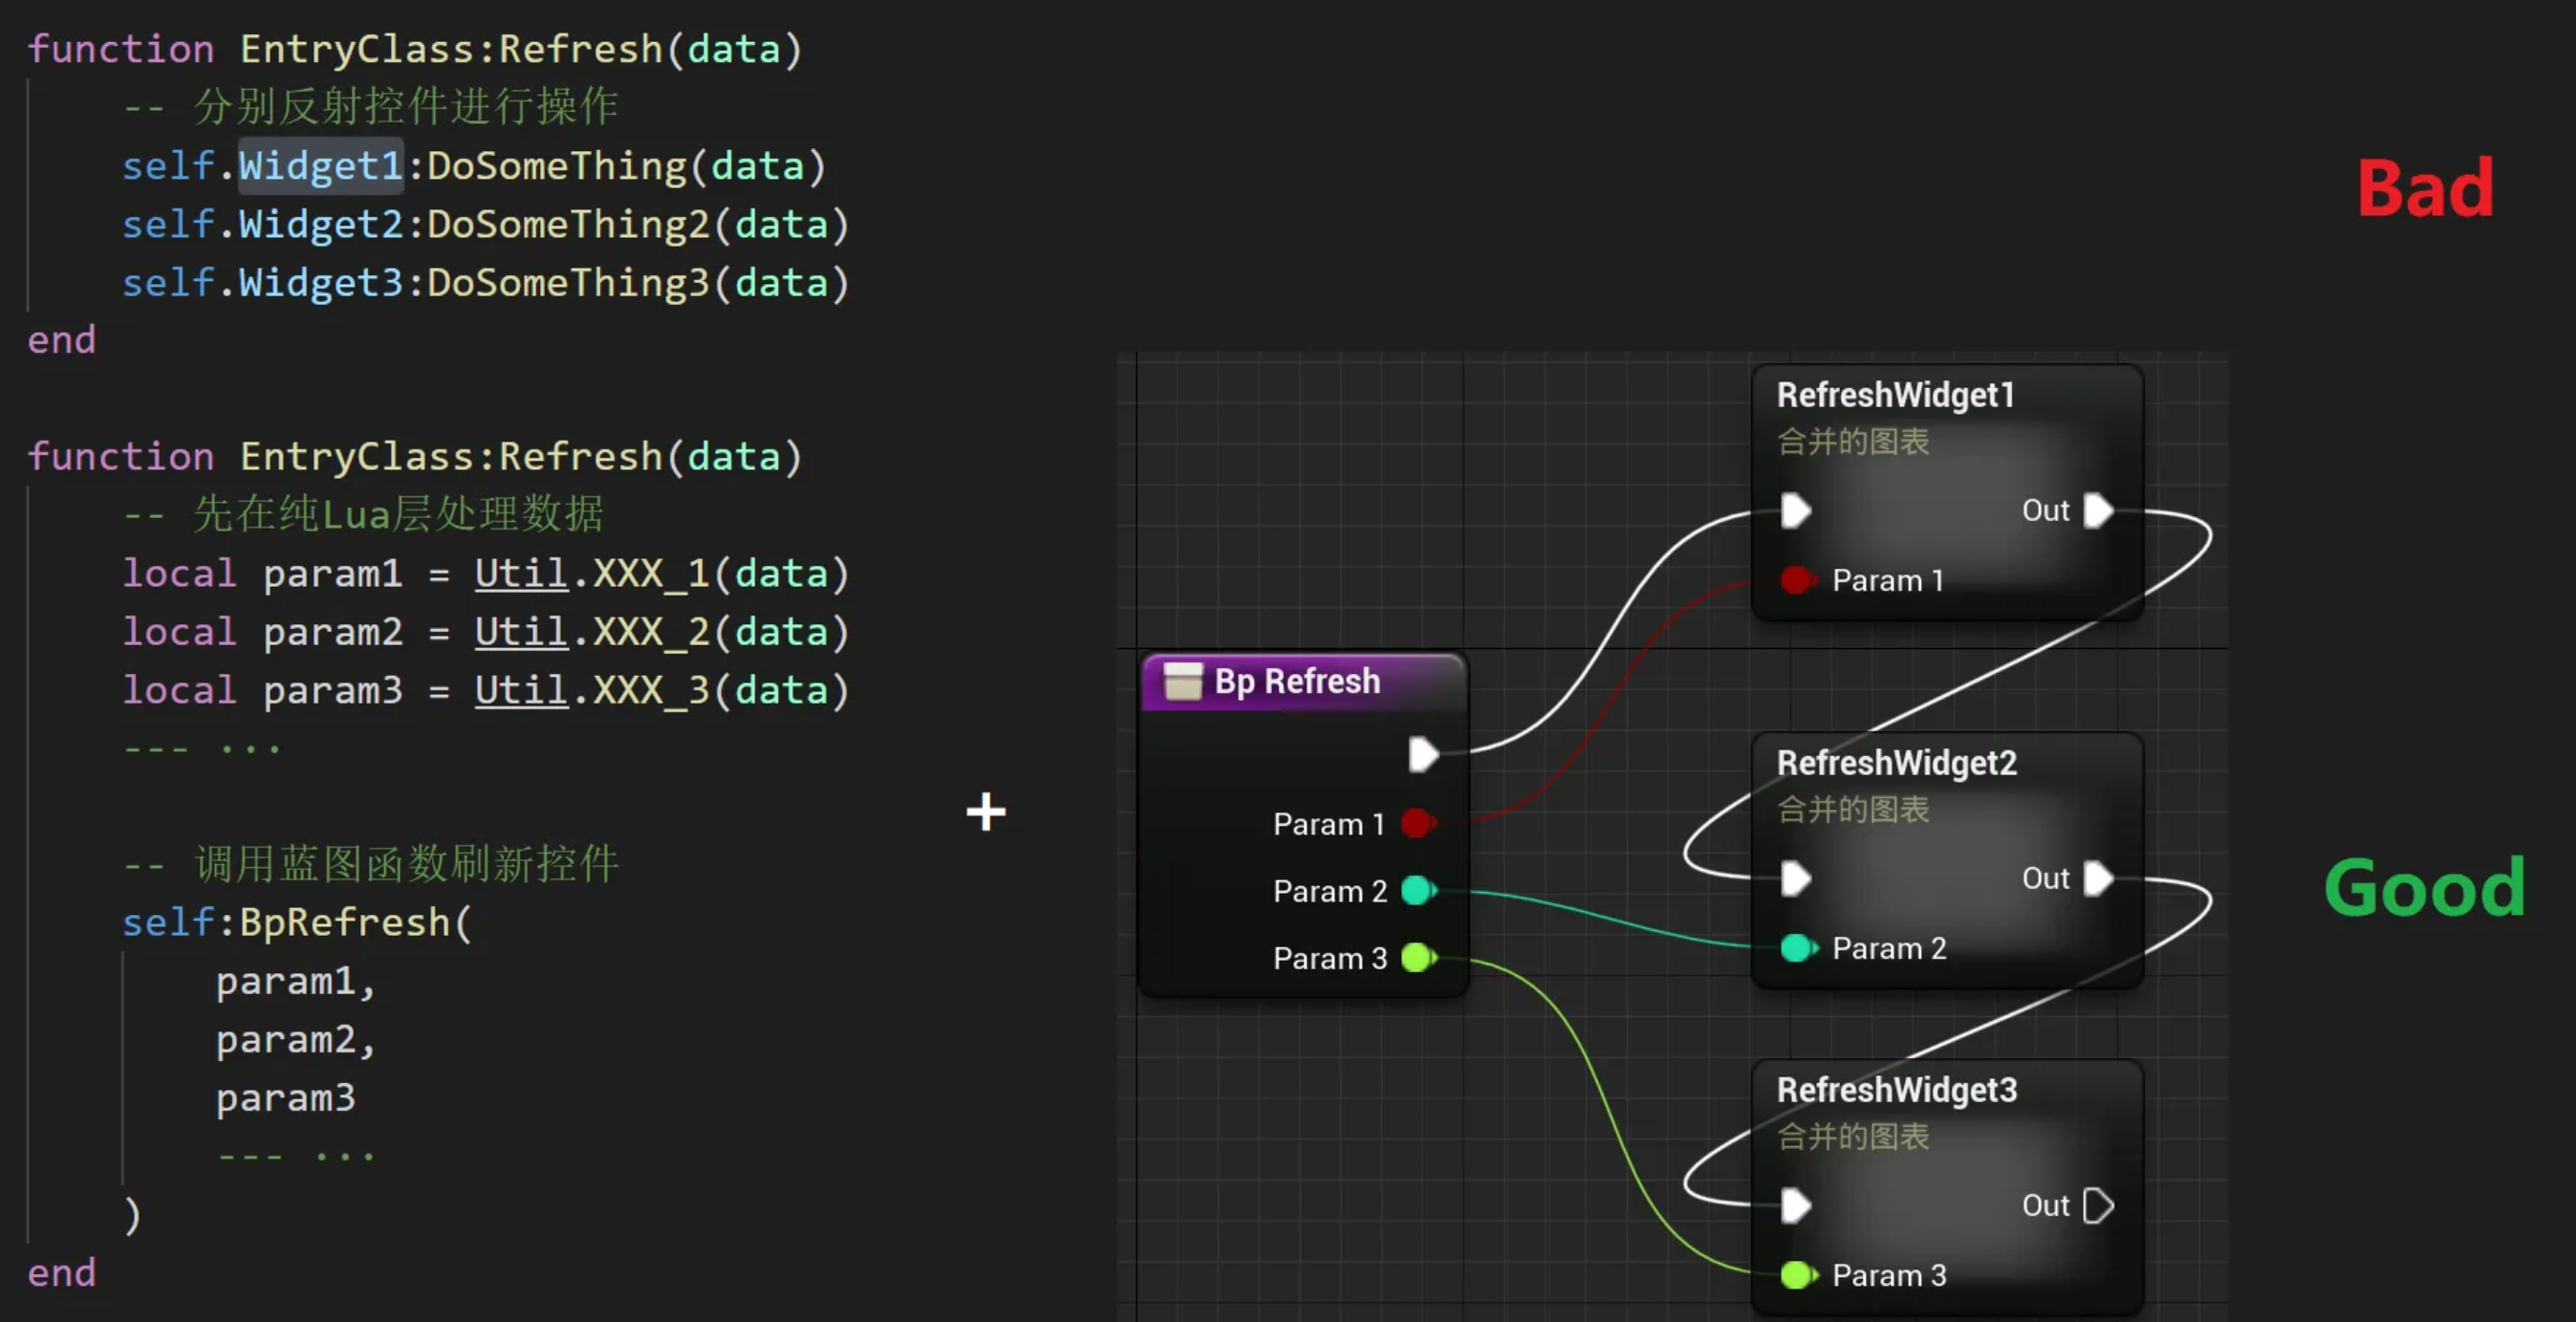 function EntryClass:Refresh(data)
-- 分别反射控件进行操作
self.Widget1:DoSomeThing(data)
self.Widget2:DoSomeThing2(data)
self.Widget3:DoSomeThing3(data)
end
Bad
function EntryClass:Refresh(data)
-- 先在纯Lua层处理数据
local param1 = Util.XXX_1(data)
local param2 = Util.XXX_2(data)
local param3 = Util.XXX_3(data)
--- ···
-- 调用蓝图函数刷新控件
self:BpRefresh(
param1,
param2,
param3
--- ···
)
end
+
Bp Refresh
Param 1
Param 2
Param 3
RefreshWidget1
合并的图表
Out
Param 1
RefreshWidget2
合并的图表
Out
Param 2
RefreshWidget3
合并的图表
Out
Param 3
Good